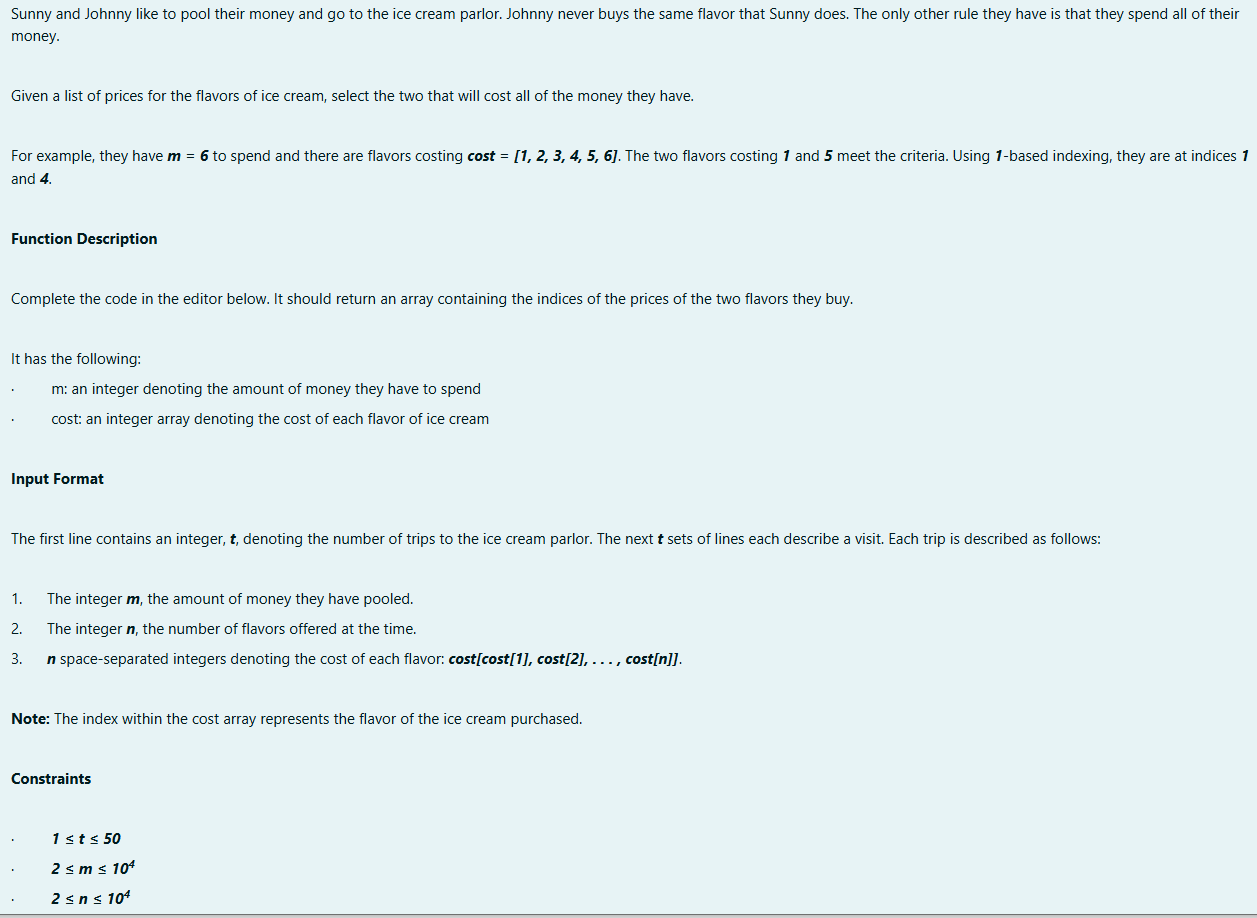 Sunny and Johnny like to pool their money and go to the ice cream parlor. Johnny never buys the same flavor that Sunny does. The only other rule they have is that they spend all of their
money.
Given a list of prices for the flavors of ice cream, select the two that will cost all of the money they have.
For example, they have m = 6 to spend and there are flavors costing cost = [1, 2, 3, 4, 5, 6]. The two flavors costing 1 and 5 meet the criteria. Using 1-based indexing, they are at indices 1
and 4.
Function Description
Complete the code in the editor below. It should return an array containing the indices of the prices of the two flavors they buy.
It has the following:
· m: an integer denoting the amount of money they have to spend
· cost: an integer array denoting the cost of each flavor of ice cream
Input Format
The first line contains an integer, t, denoting the number of trips to the ice cream parlor. The next t sets of lines each describe a visit. Each trip is described as follows:
1. The integer m, the amount of money they have pooled.
2. The integer n, the number of flavors offered at the time.
3. n space-separated integers denoting the cost of each flavor: cost[cost[1], cost[2], . . . , cost[n]].
Note: The index within the cost array represents the flavor of the ice cream purchased.
Constraints
· 1 ≤ t ≤ 50
· 2 ≤ m ≤ 10⁴
· 2 ≤ n ≤ 10⁴